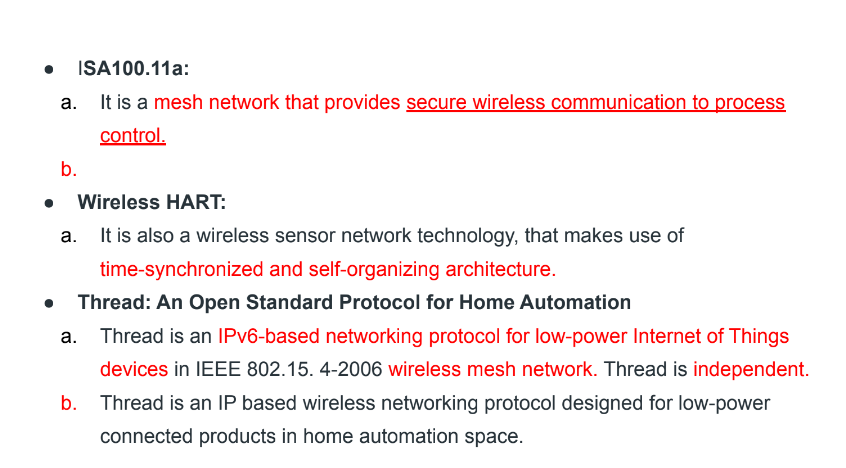 ● ISA100.11a:
a. It is a mesh network that provides secure wireless communication to process
control.
b.
● Wireless HART:
a. It is also a wireless sensor network technology, that makes use of
time-synchronized and self-organizing architecture.
● Thread: An Open Standard Protocol for Home Automation
a. Thread is an IPv6-based networking protocol for low-power Internet of Things
devices in IEEE 802.15. 4-2006 wireless mesh network. Thread is independent.
b. Thread is an IP based wireless networking protocol designed for low-power
connected products in home automation space.